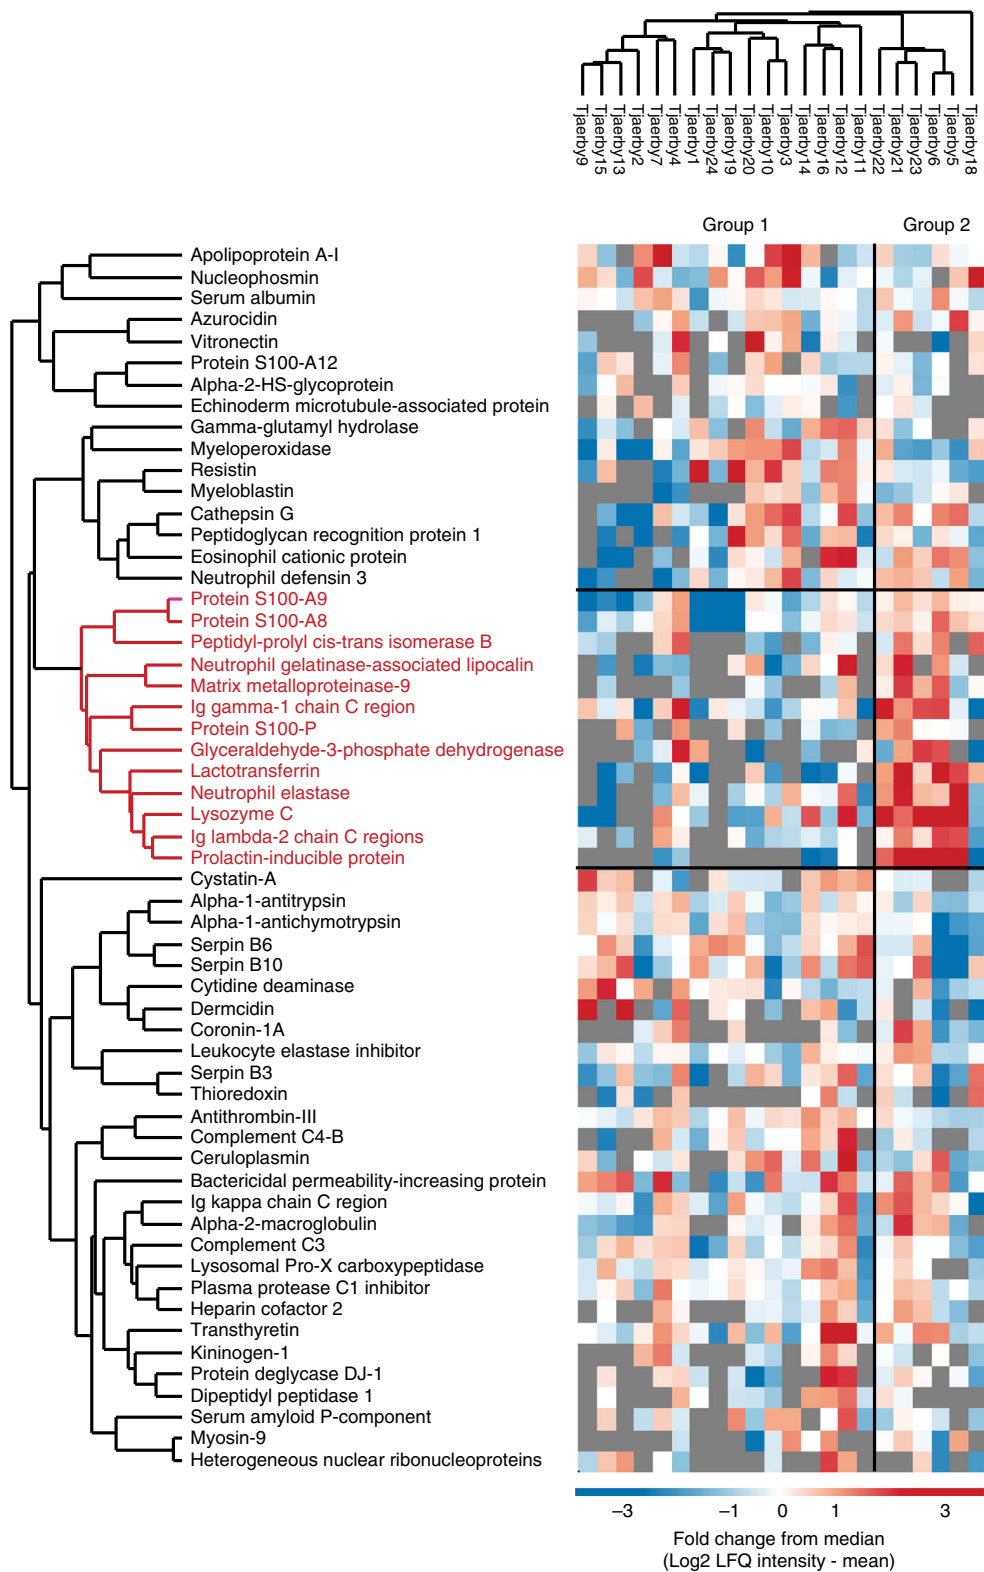 Tjaerby9
Tjaerby15
Tjaerby13
Tjaerby2
Tjaerby7
Tjaerby4
Tjaerby1
Tjaerby24
Tjaerby19
Tjaerby20
Tjaerby10
Tjaerby3
Tjaerby14
Tjaerby16
Tjaerby12
Tjaerby11
Tjaerby22
Tjaerby21
Tjaerby23
Tjaerby6
Tjaerby5
Tjaerby18
Group 1
Group 2
Apolipoprotein A-I
Nucleophosmin
Serum albumin
Azurocidin
Vitronectin
Protein S100-A12
Alpha-2-HS-glycoprotein
Echinoderm microtubule-associated protein
Gamma-glutamyl hydrolase
Myeloperoxidase
Resistin
Myeloblastin
Cathepsin G
Peptidoglycan recognition protein 1
Eosinophil cationic protein
Neutrophil defensin 3
Protein S100-A9
Protein S100-A8
Peptidyl-prolyl cis-trans isomerase B
Neutrophil gelatinase-associated lipocalin
Matrix metalloproteinase-9
Ig gamma-1 chain C region
Protein S100-P
Glyceraldehyde-3-phosphate dehydrogenase
Lactotransferrin
Neutrophil elastase
Lysozyme C
Ig lambda-2 chain C regions
Prolactin-inducible protein
Cystatin-A
Alpha-1-antitrypsin
Alpha-1-antichymotrypsin
Serpin B6
Serpin B10
Cytidine deaminase
Dermcidin
Coronin-1A
Leukocyte elastase inhibitor
Serpin B3
Thioredoxin
Antithrombin-III
Complement C4-B
Ceruloplasmin
Bactericidal permeability-increasing protein
Ig kappa chain C region
Alpha-2-macroglobulin
Complement C3
Lysosomal Pro-X carboxypeptidase
Plasma protease C1 inhibitor
Heparin cofactor 2
Transthyretin
Kininogen-1
Protein deglycase DJ-1
Dipeptidyl peptidase 1
Serum amyloid P-component
Myosin-9
Heterogeneous nuclear ribonucleoproteins
−3 −1 0 1 3
Fold change from median
(Log2 LFQ intensity - mean)